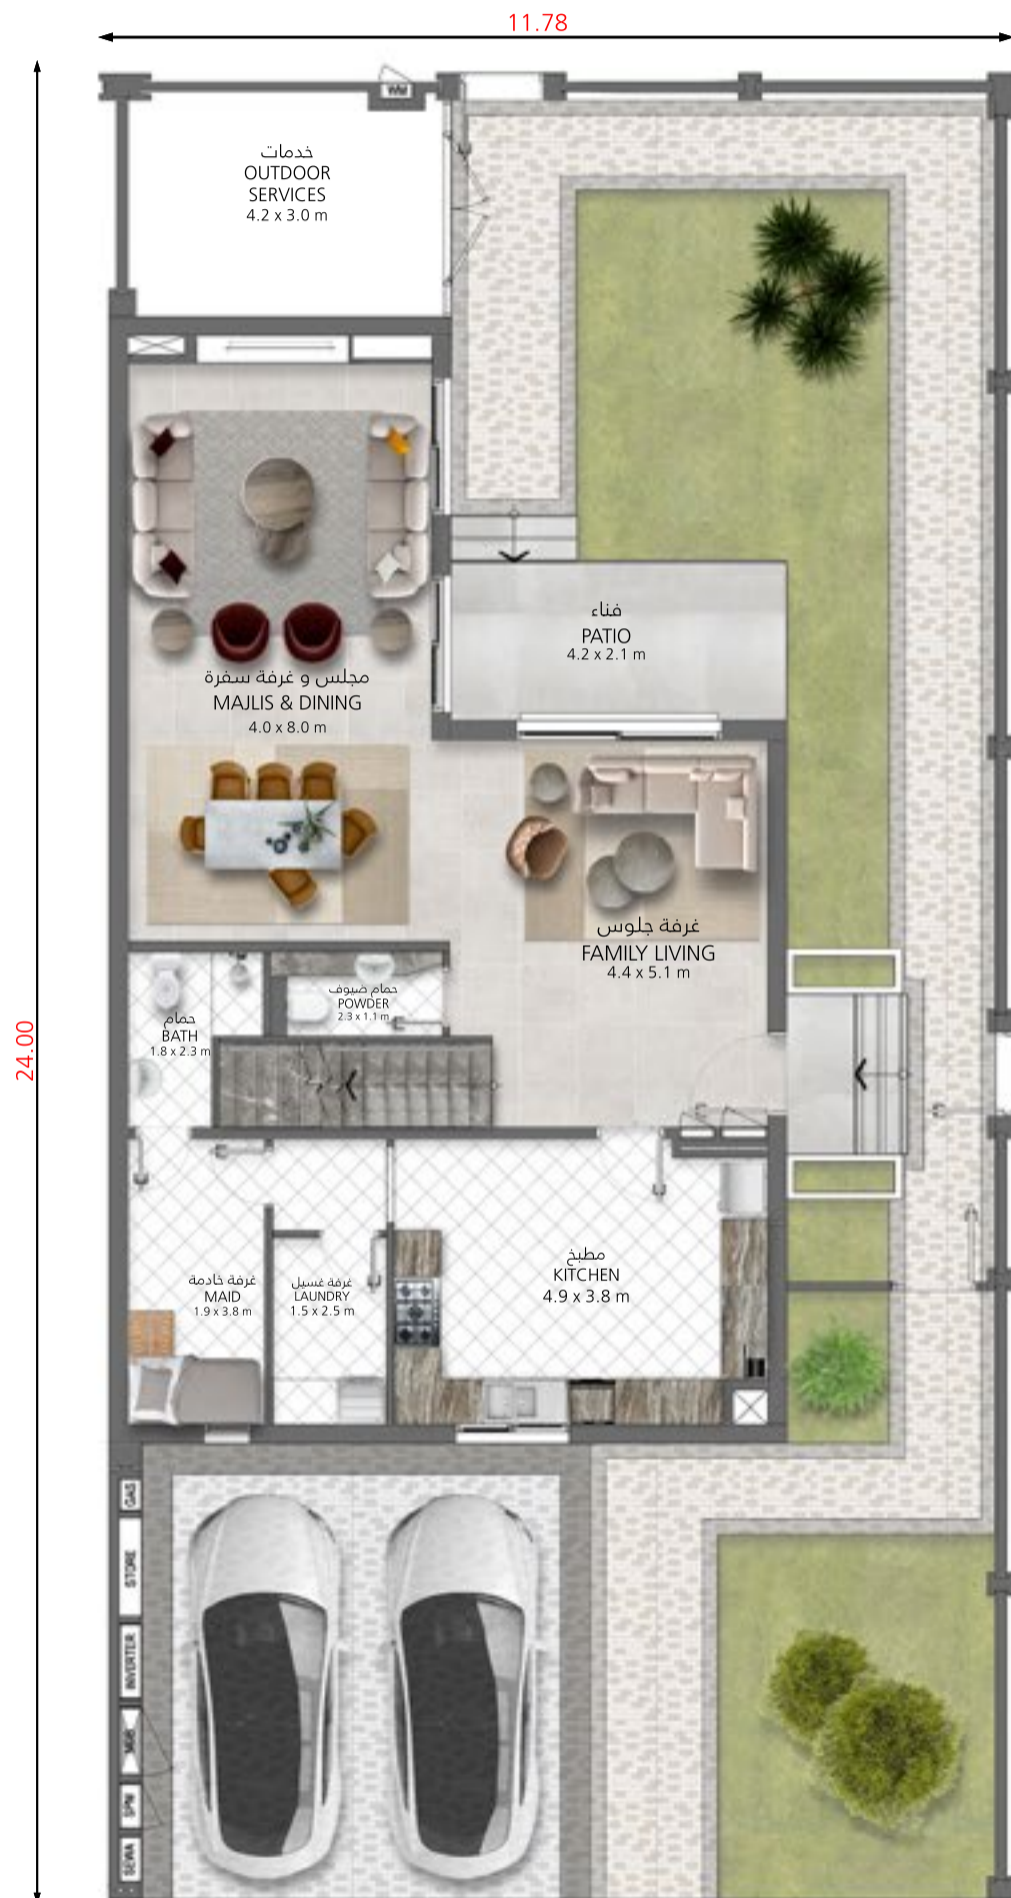 11.78
WM
خدمات
OUTDOOR
SERVICES
4.2 x 3.0 m
فناء
PATIO
4.2 x 2.1 m
مجلس و غرفة سفرة
MAJLIS & DINING
4.0 x 8.0 m
غرفة جلوس
FAMILY LIVING
4.4 x 5.1 m
حمام ضيوف
POWDER
2.3 x 1.1 m
حمام
BATH
1.8 x 2.3 m
24.00
مطبخ
KITCHEN
4.9 x 3.8 m
غرفة خادمة
MAID
1.9 x 3.8 m
غرفة غسيل
LAUNDRY
1.5 x 2.5 m
GAS
STORE
INVERTER
SPM
SEWA